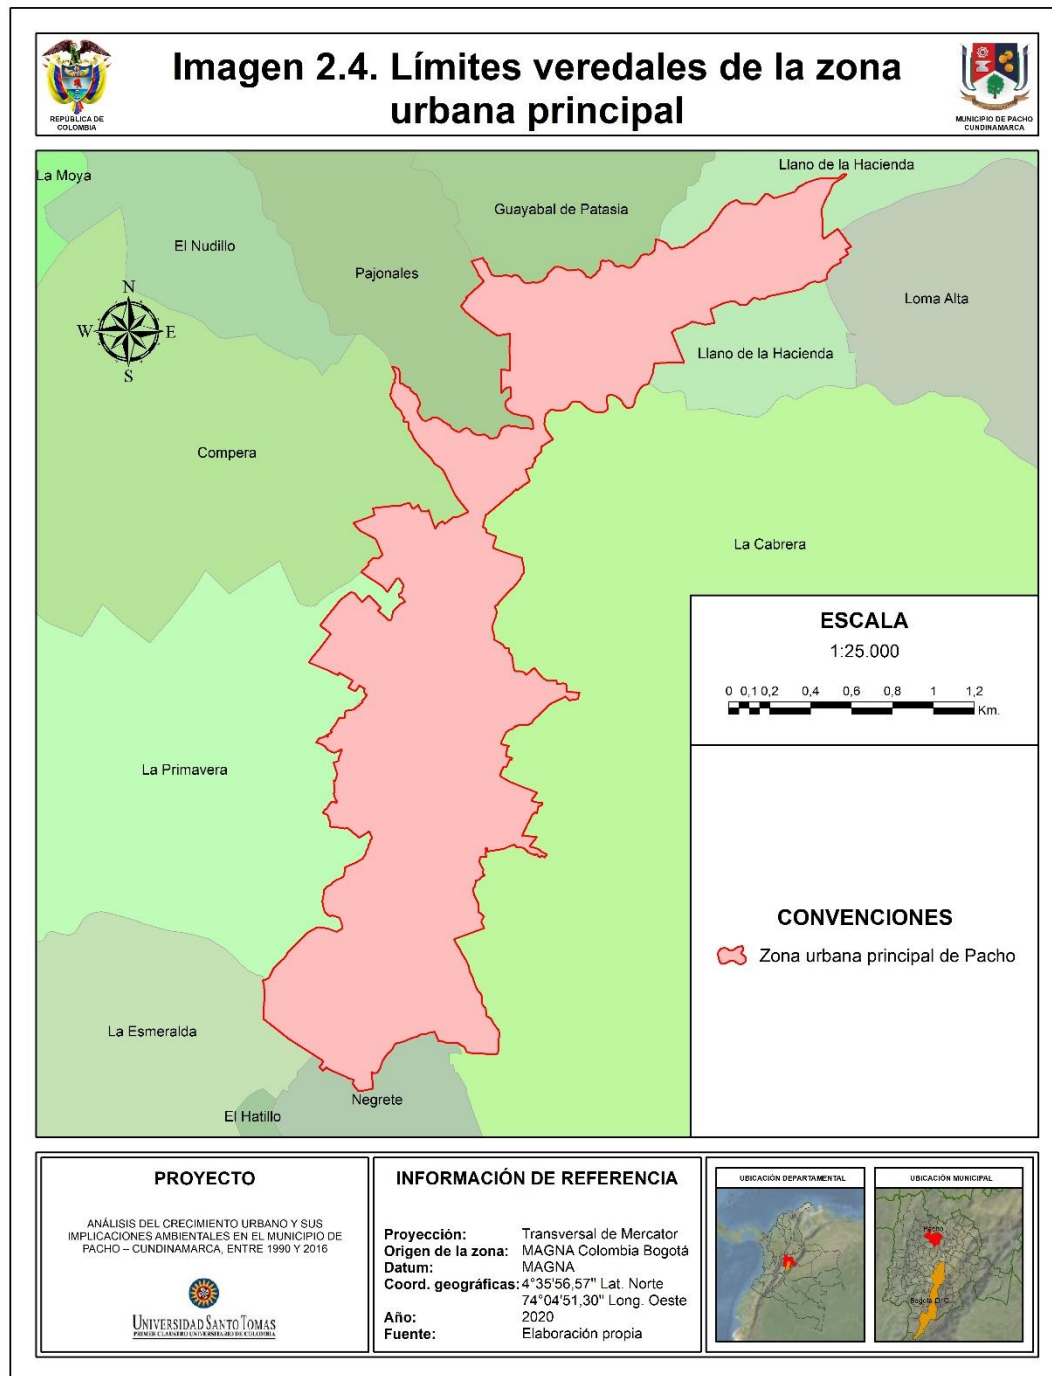 Imagen 2.4. Límites veredales de la zona
urbana principal
REPÚBLICA DE
COLOMBIA
MUNICIPIO DE PACHO
CUNDINAMARCA
La Moya
Llano de la Hacienda
Guayabal de Patasia
El Nudillo
Pajonales
Loma Alta
N
W
E
S
Llano de la Hacienda
Compera
La Cabrera
La Primavera
La Esmeralda
Negrete
El Hatillo
ESCALA
1:25.000
0 0,1 0,2 0,4 0,6 0,8 1 1,2
Km.
CONVENCIONES
Zona urbana principal de Pacho
PROYECTO
ANÁLISIS DEL CRECIMIENTO URBANO Y SUS
IMPLICACIONES AMBIENTALES EN EL MUNICIPIO DE
PACHO – CUNDINAMARCA, ENTRE 1990 Y 2016
UNIVERSIDAD SANTO TOMAS
PRIMER CLAUSTRO UNIVERSITARIO DE COLOMBIA
INFORMACIÓN DE REFERENCIA
Proyección: Transversal de Mercator
Origen de la zona: MAGNA Colombia Bogotá
Datum: MAGNA
Coord. geográficas: 4°35'56,57" Lat. Norte
74°04'51,30" Long. Oeste
Año: 2020
Fuente: Elaboración propia
UBICACIÓN DEPARTAMENTAL
UBICACIÓN MUNICIPAL
Pacho
Bogotá D. C.